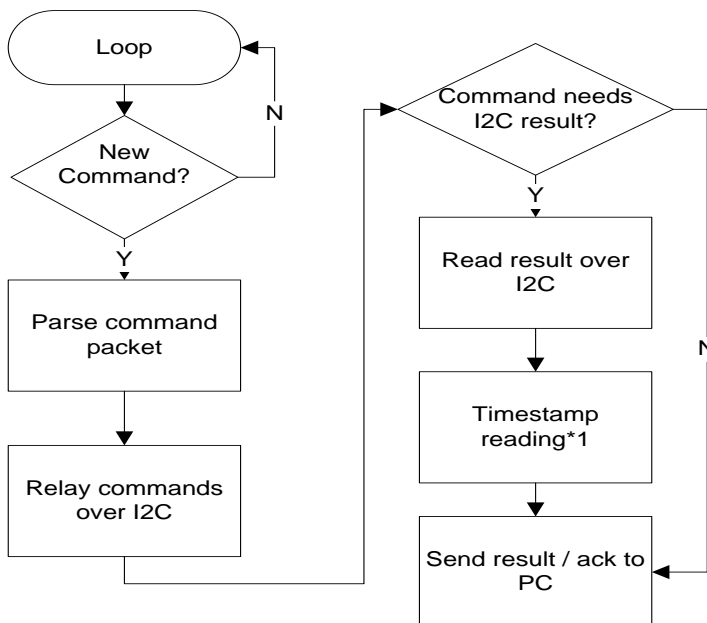 Loop
N
New
Command?
Y
Parse command
packet
Relay commands
over I2C
Command needs
I2C result?
Y
Read result over
I2C
N
Timestamp
reading*1
Send result / ack to
PC